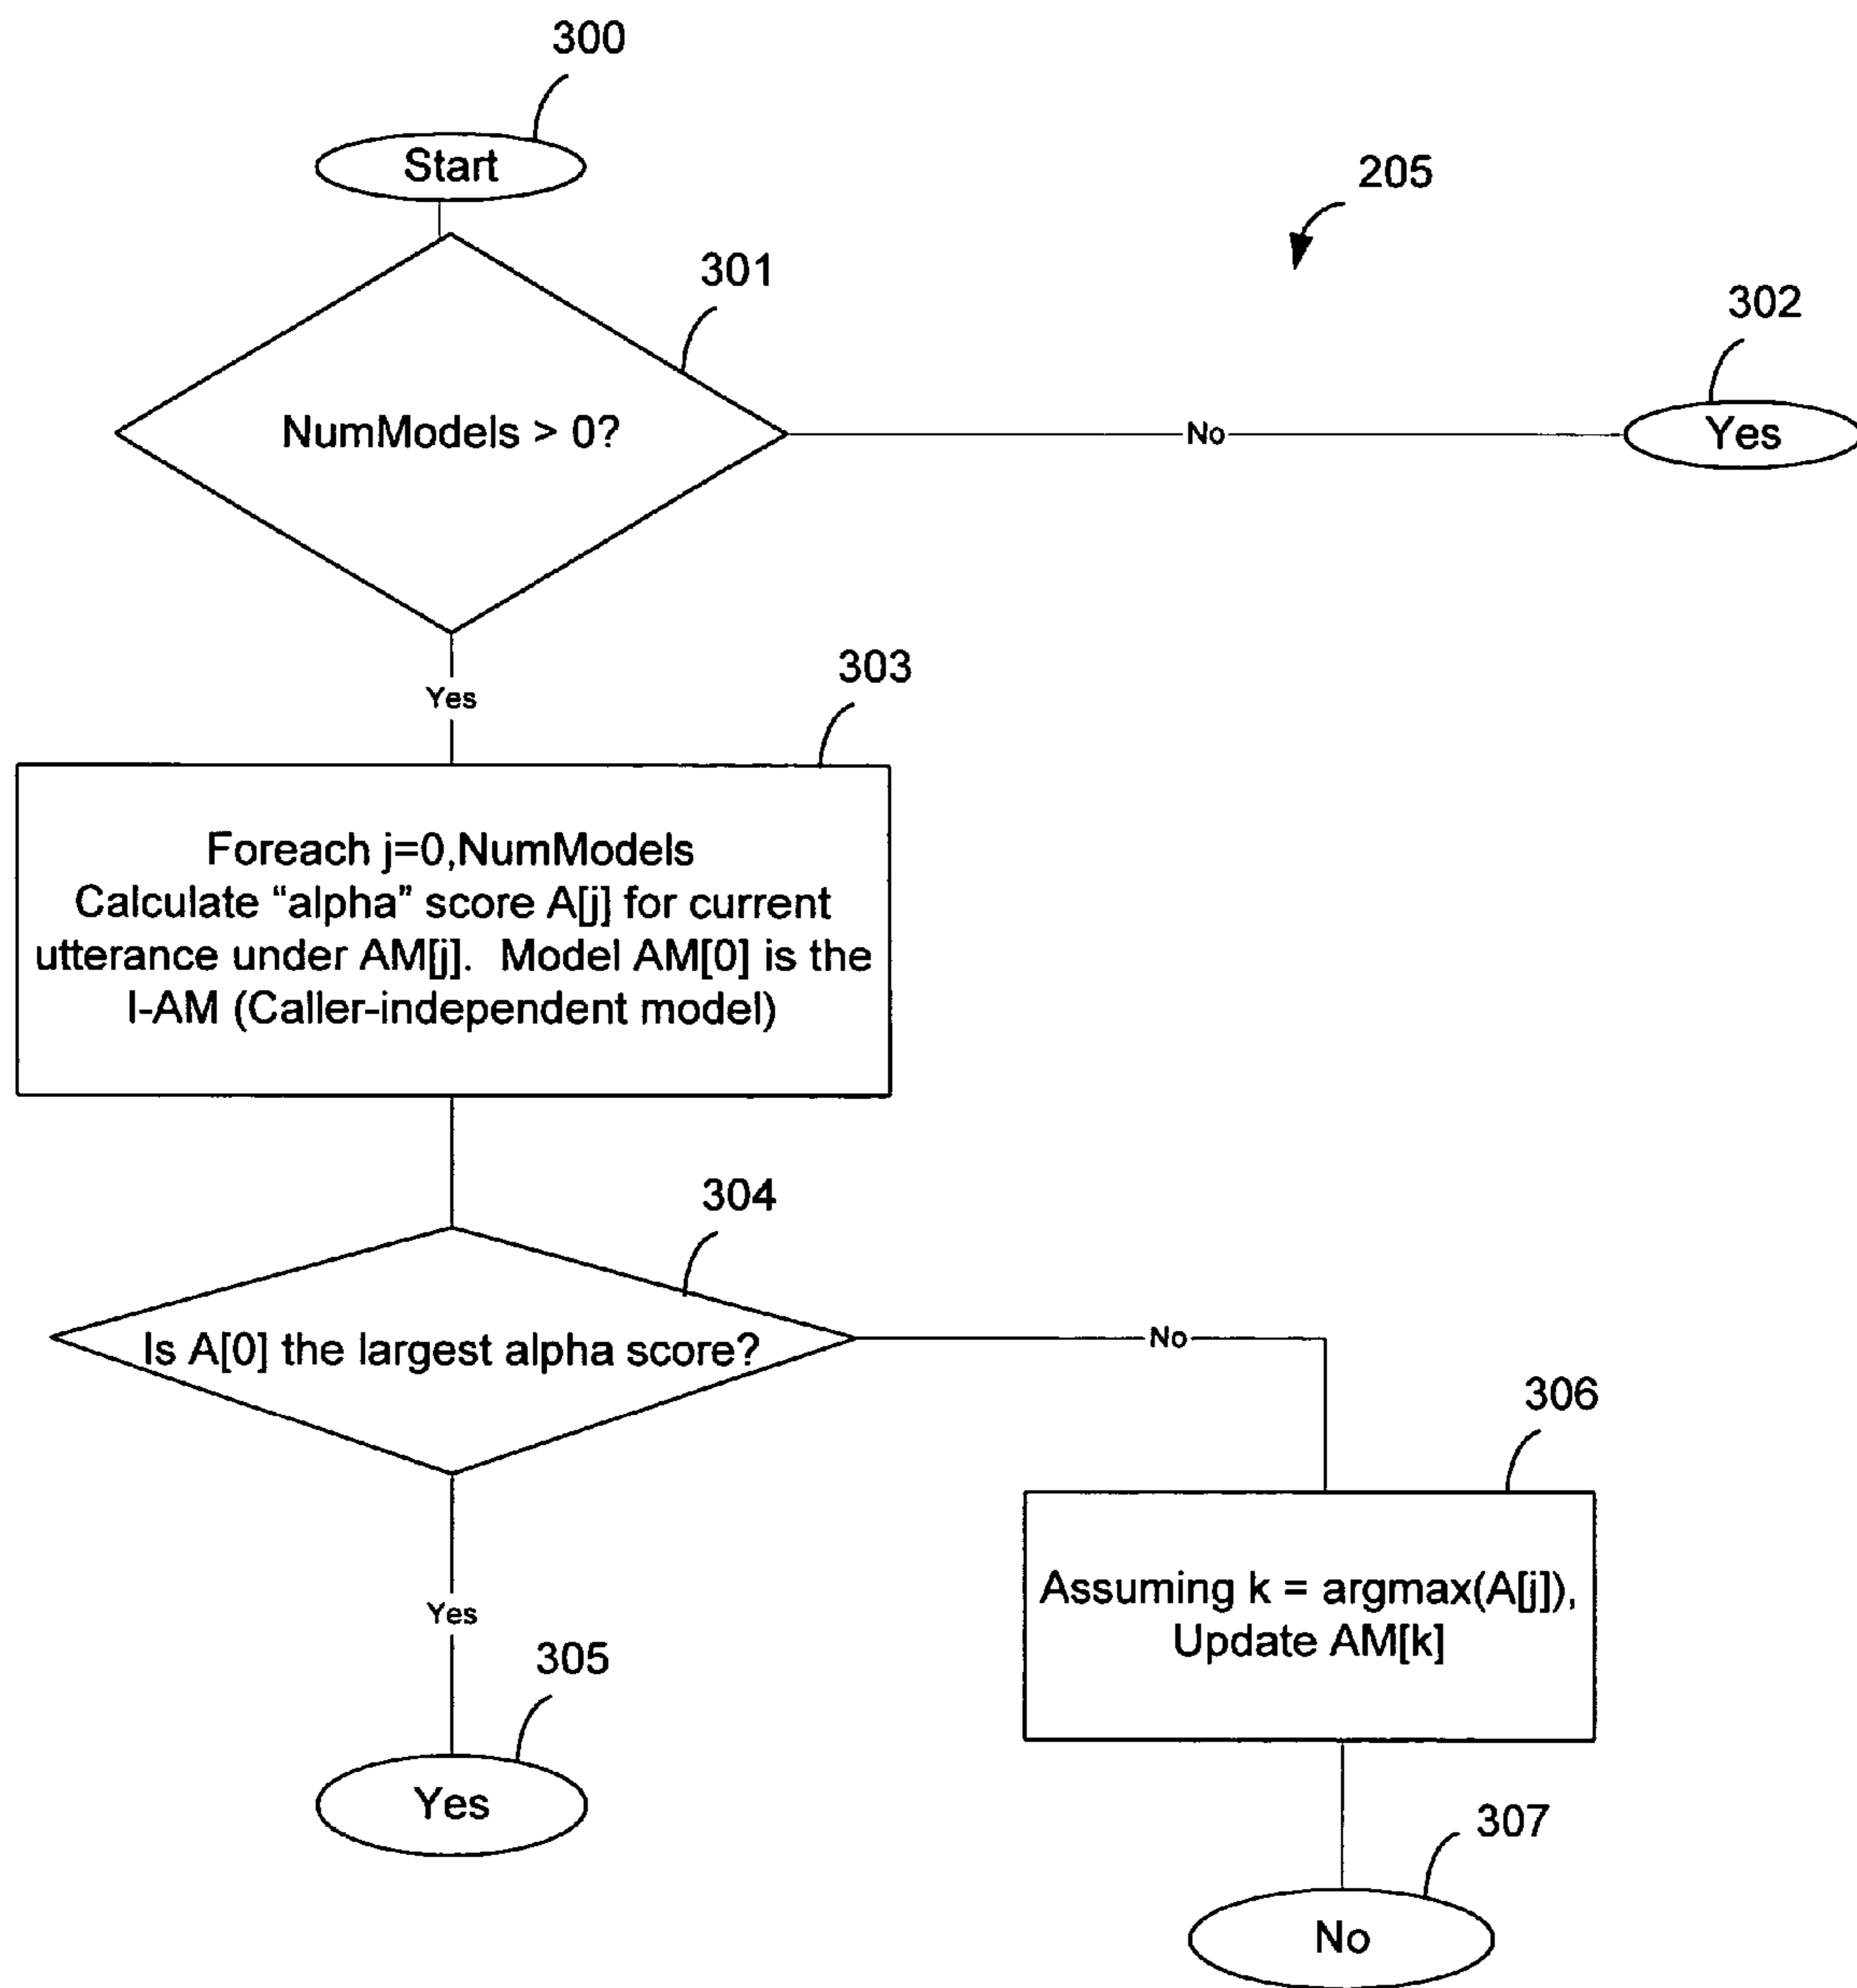 300
Start
205
301
302
NumModels > 0?
No
Yes
Yes
303
Foreach j=0,NumModels
Calculate “alpha” score A[j] for current
utterance under AM[j]. Model AM[0] is the
I-AM (Caller-independent model)
304
Is A[0] the largest alpha score?
No
306
Assuming k = argmax(A[j]),
Update AM[k]
Yes
305
Yes
307
No